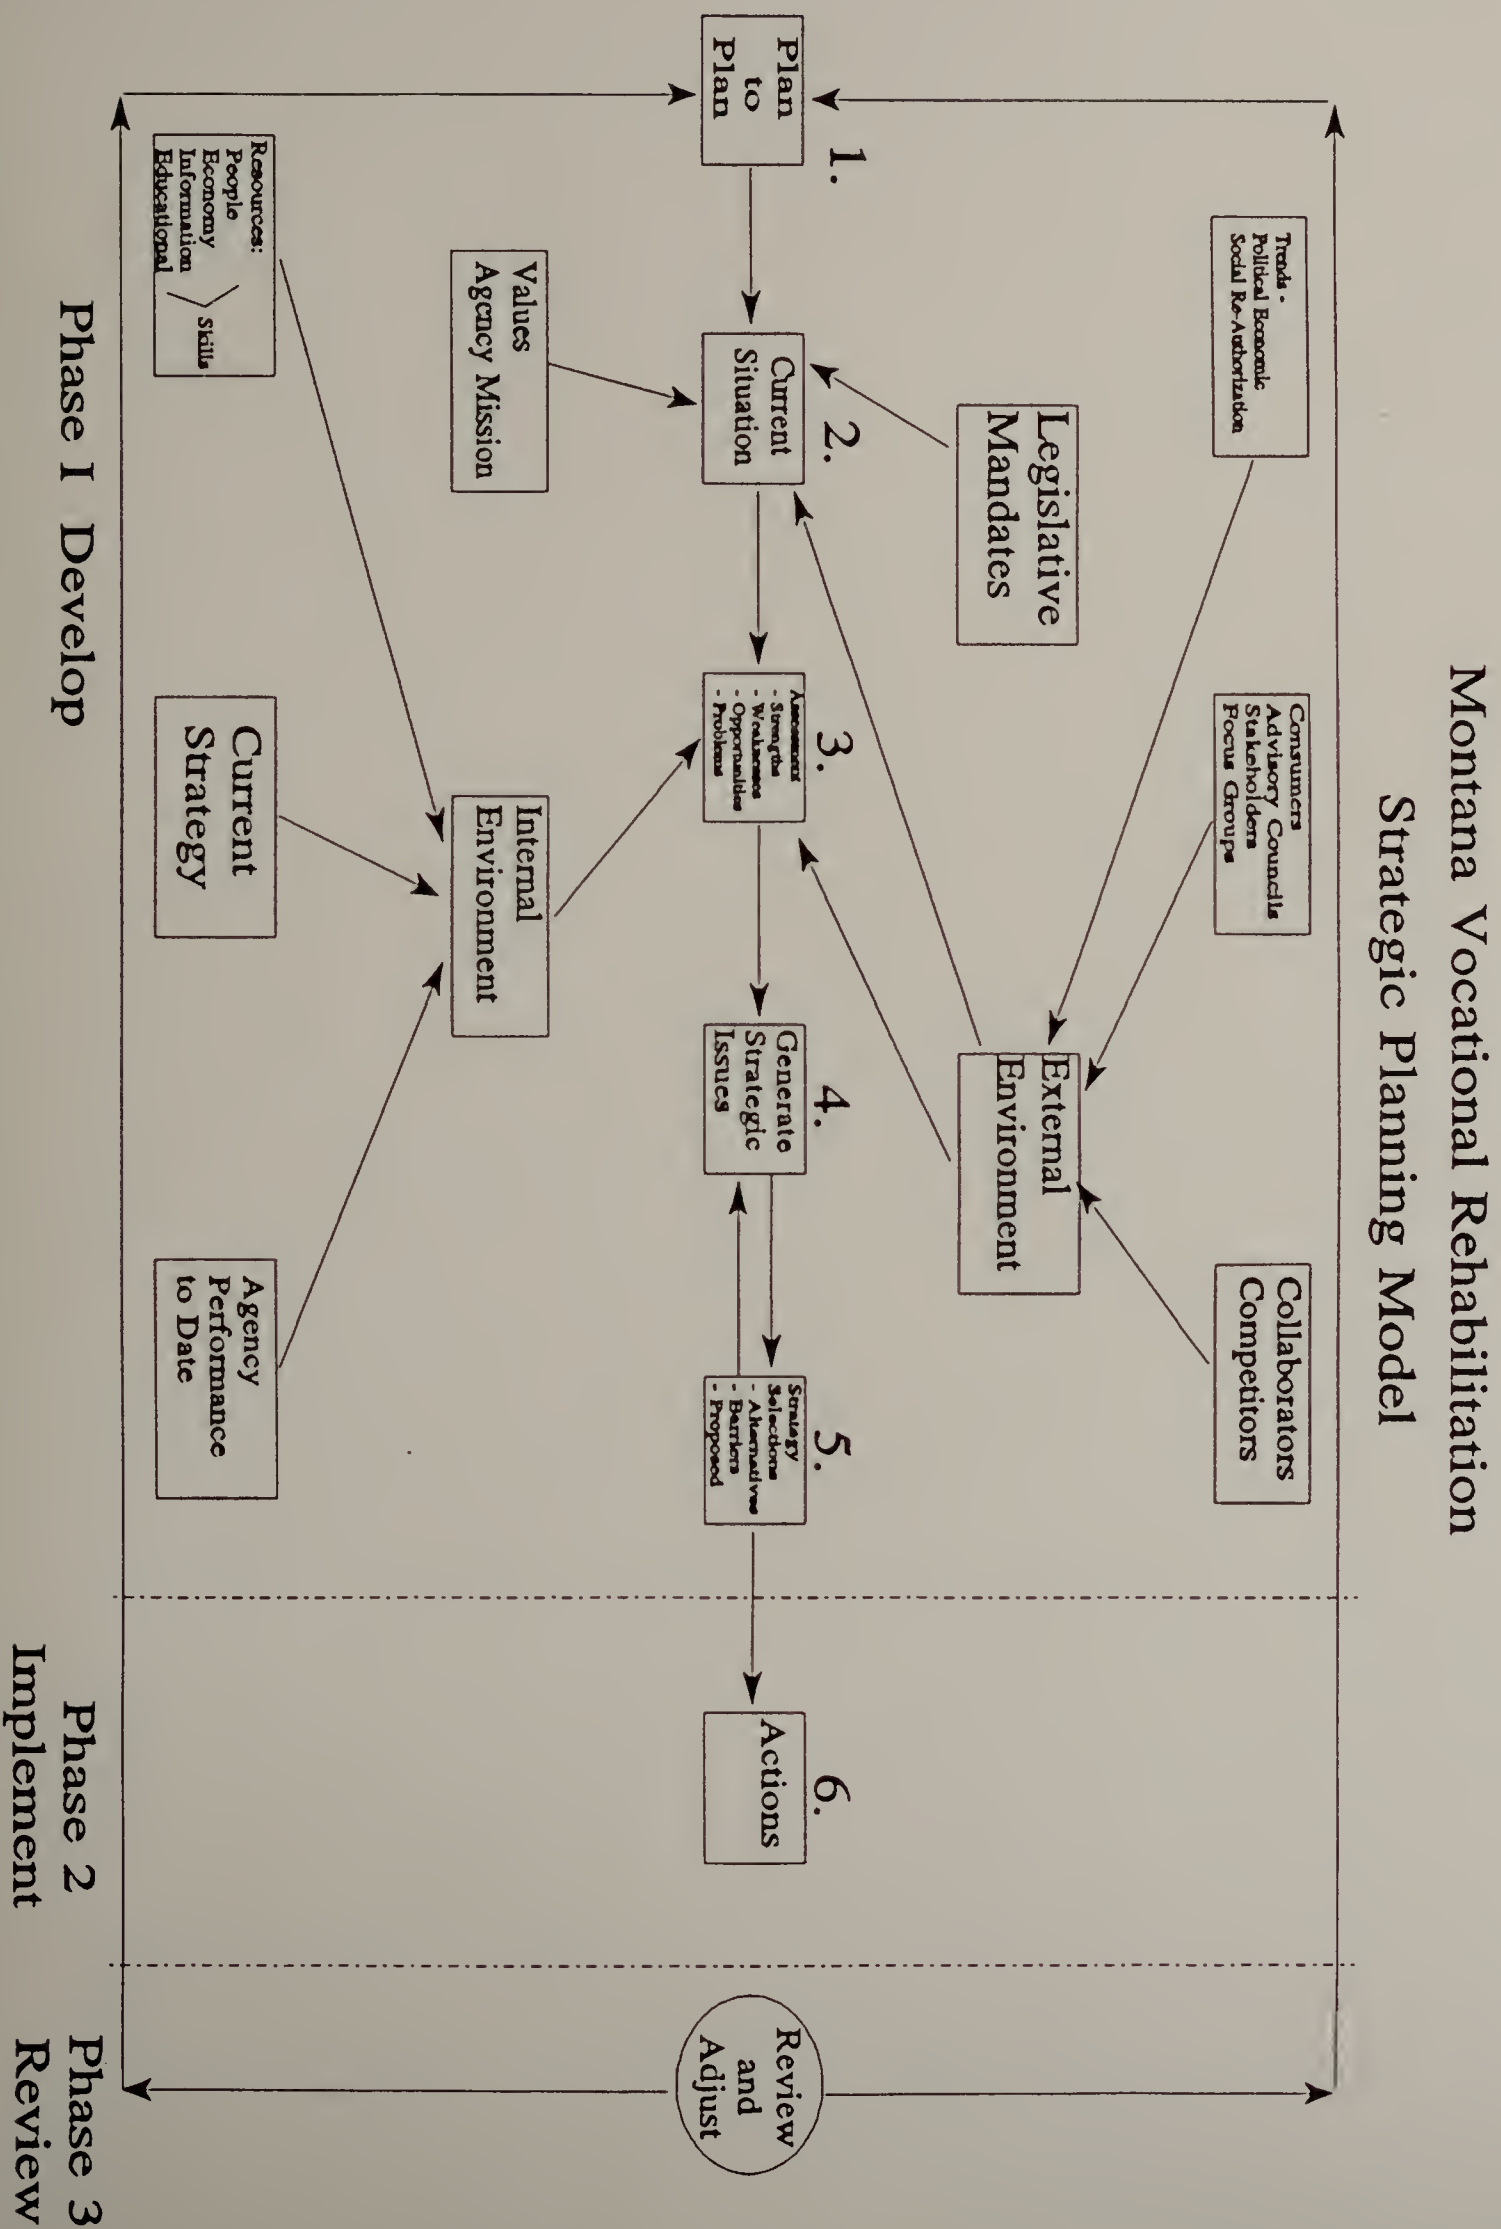 Montana Vocational Rehabilitation
Strategic Planning Model
Trends -
Political Economic
Social Re-Authorization
Consumers
Advisory Councils
Stakeholders
Focus Groups
Collaborators
Competitors
Legislative
Mandates
External
Environment
1.
Plan
to
Plan
2.
Current
Situation
3.
Assessment
- Strengths
- Weaknesses
- Opportunities
- Problems
4.
Generate
Strategic
Issues
5.
Strategy
Selections
- Alternatives
- Barriers
- Proposed
6.
Actions
Review
and
Adjust
Values
Agency Mission
Internal
Environment
Resources:
People
Economy
Information
Educational
Skills
Current
Strategy
Agency
Performance
to Date
Phase I Develop
Phase 2
Implement
Phase 3
Review